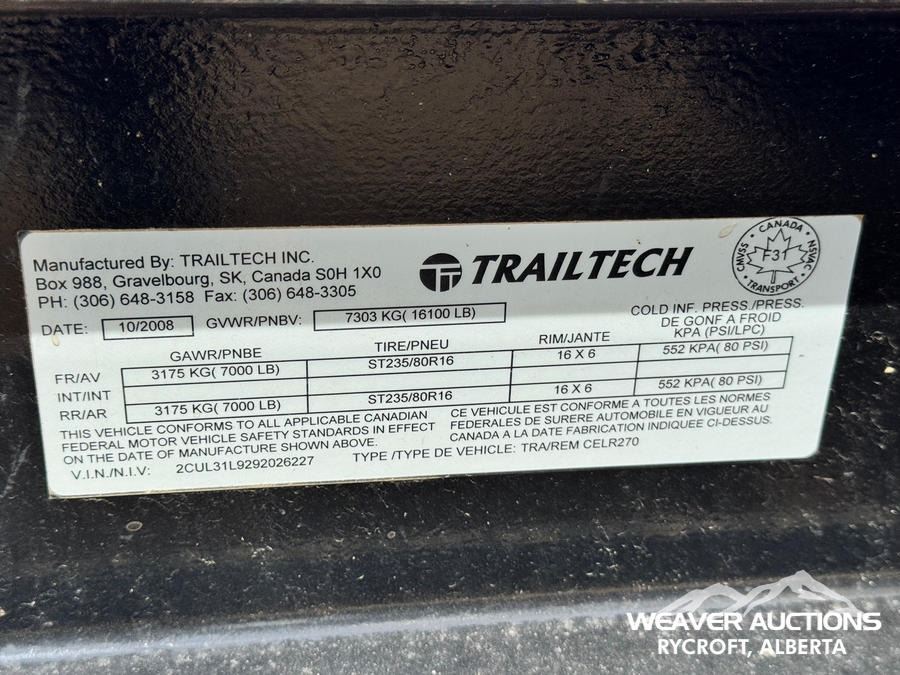 Manufactured By: TRAILTECH INC.
Box 988, Gravelbourg, SK, Canada S0H 1X0
PH: (306) 648-3158 Fax: (306) 648-3305
TRAILTECH
CANADA
CMVSS F31 NSVAC
TRANSPORT
DATE: 10/2008 GVWR/PNBV: 7303 KG( 16100 LB)
COLD INF. PRESS/PRESS.
DE GONF A FROID
KPA (PSI/LPC)
GAWR/PNBE TIRE/PNEU RIM/JANTE
FR/AV 3175 KG( 7000 LB) ST235/80R16 16 X 6 552 KPA( 80 PSI)
INT/INT
RR/AR 3175 KG( 7000 LB) ST235/80R16 16 X 6 552 KPA( 80 PSI)
THIS VEHICLE CONFORMS TO ALL APPLICABLE CANADIAN
FEDERAL MOTOR VEHICLE SAFETY STANDARDS IN EFFECT
ON THE DATE OF MANUFACTURE SHOWN ABOVE.
CE VEHICULE EST CONFORME A TOUTES LES NORMES
FEDERALES DE SURERE AUTOMOBILE EN VIGUEUR AU
CANADA A LA DATE FABRICATION INDIQUEE CI-DESSUS.
V.I.N./N.I.V: 2CUL31L9292026227 TYPE /TYPE DE VEHICLE: TRA/REM CELR270
WEAVER AUCTIONS
RYCROFT, ALBERTA